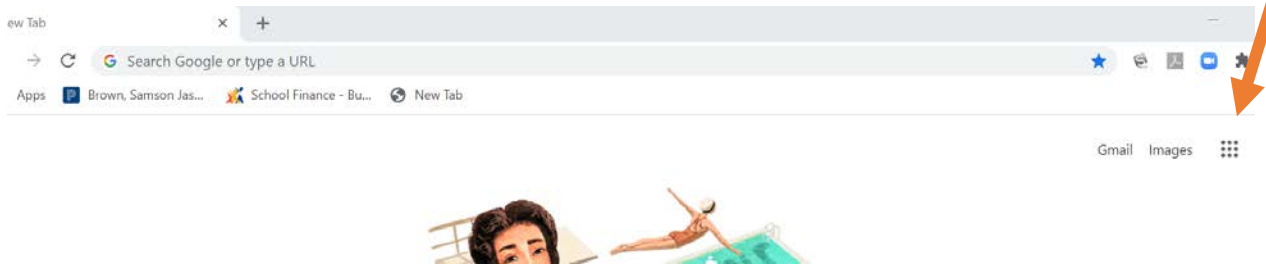 ew Tab
Search Google or type a URL
Apps Brown, Samson Jas... School Finance - Bu... New Tab
Gmail Images